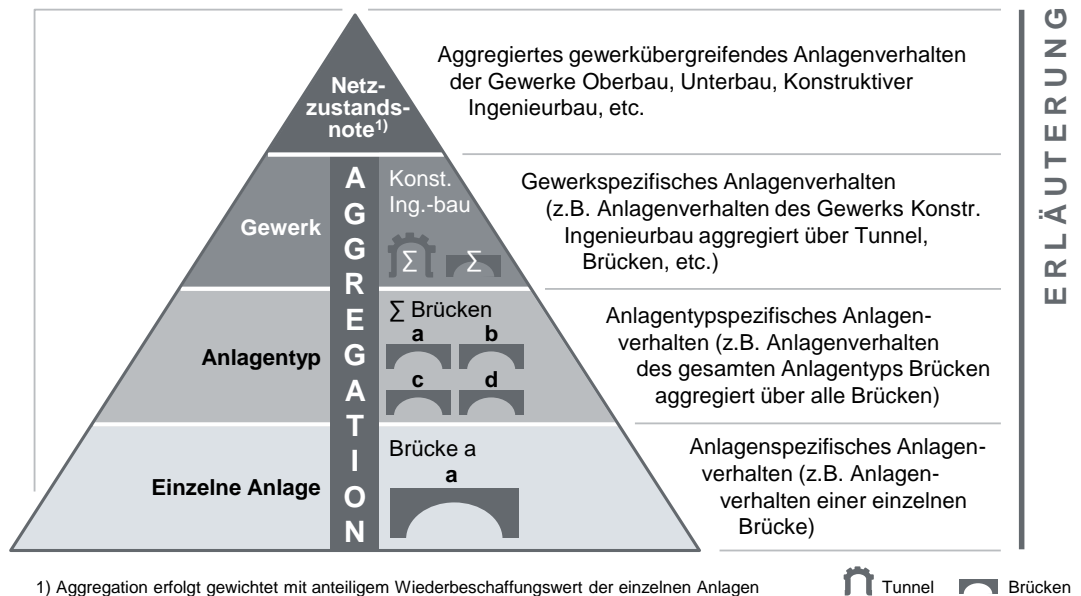 Netz-
zustands-
note1)
Aggregiertes gewerkübergreifendes Anlagenverhalten
der Gewerke Oberbau, Unterbau, Konstruktiver
Ingenieurbau, etc.
ERLÄUTERUNG
AGGREGATION
Gewerk
Konst.
Ing.-bau
∑ ∑
Gewerkspezifisches Anlagenverhalten
(z.B. Anlagenverhalten des Gewerks Konstr.
Ingenieurbau aggregiert über Tunnel,
Brücken, etc.)
Anlagentyp
∑ Brücken
a b
c d
Anlagentypspezifisches Anlagen-
verhalten (z.B. Anlagenverhalten
des gesamten Anlagentyps Brücken
aggregiert über alle Brücken)
Einzelne Anlage
Brücke a
a
Anlagenspezifisches Anlagen-
verhalten (z.B. Anlagen-
verhalten einer einzelnen
Brücke)
1) Aggregation erfolgt gewichtet mit anteiligem Wiederbeschaffungswert der einzelnen Anlagen
Tunnel Brücken